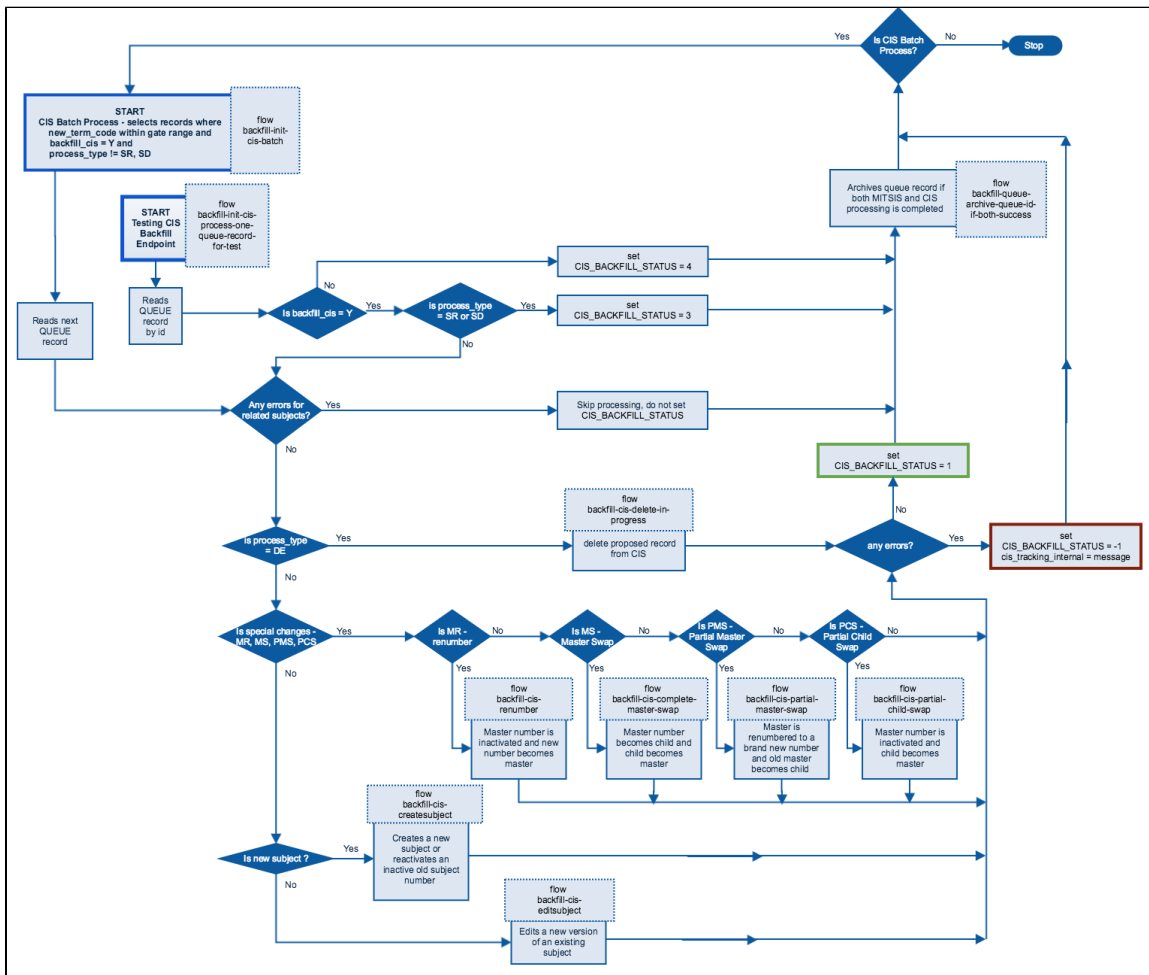 Yes
Is CIS Batch
Process?
No
Stop
START
CIS Batch Process - selects records where
new_term_code within gate range and
backfill_cis = Y and
process_type != SR, SD
flow
backfill-init-
cis-batch
START
Testing CIS
Backfill
Endpoint
flow
backfill-init-cis-
process-one-
queue-record-
for-test
Archives queue record if
both MITSIS and CIS
processing is completed
flow
backfill-queue-
archive-queue-id-
if-both-success
Reads next
QUEUE
record
Reads
QUEUE
record
by id
No
Is backfill_cis = Y
Yes
is process_type
= SR or SD
Yes
No
set
CIS_BACKFILL_STATUS = 4
set
CIS_BACKFILL_STATUS = 3
Any errors for
related subjects?
Yes
No
Skip processing, do not set
CIS_BACKFILL_STATUS
set
CIS_BACKFILL_STATUS = 1
No
is process_type
= DE
Yes
No
flow
backfill-cis-delete-in-
progress
delete proposed record
from CIS
any errors?
Yes
set
CIS_BACKFILL_STATUS = -1
cis_tracking_internal = message
Is special changes -
MR, MS, PMS, PCS
Yes
No
Is MR -
renumber
No
Yes
Is MS -
Master Swap
No
Yes
Is PMS -
Partial Master
Swap
No
Yes
Is PCS -
Partial Child
Swap
No
Yes
flow
backfill-cis-
renumber
Master number is
inactivated and new
number becomes
master
flow
backfill-cis-complete-
master-swap
Master number
becomes child and
child becomes
master
flow
backfill-cis-partial-
master-swap
Master is
renumbered to a
brand new number
and old master
becomes child
flow
backfill-cis-partial-
child-swap
Master number is
inactivated and
child becomes
master
Is new subject ?
Yes
No
flow
backfill-cis-
createsubject
Creates a new
subject or
reactivates an
inactive old subject
number
flow
backfill-cis-
editsubject
Edits a new version
of an existing
subject